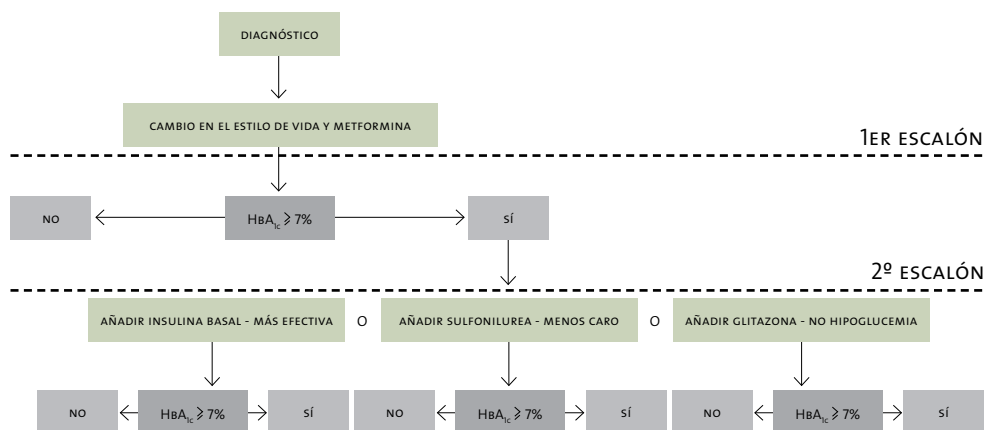 DIAGNÓSTICO
CAMBIO EN EL ESTILO DE VIDA Y METFORMINA
1ER ESCALÓN
NO
HBA1c ⩾ 7%
SÍ
2º ESCALÓN
AÑADIR INSULINA BASAL - MÁS EFECTIVA O AÑADIR SULFONILUREA - MENOS CARO O AÑADIR GLITAZONA - NO HIPOGLUCEMIA
NO HBA1c ⩾ 7% SÍ NO HBA1c ⩾ 7% SÍ NO HBA1c ⩾ 7% SÍ